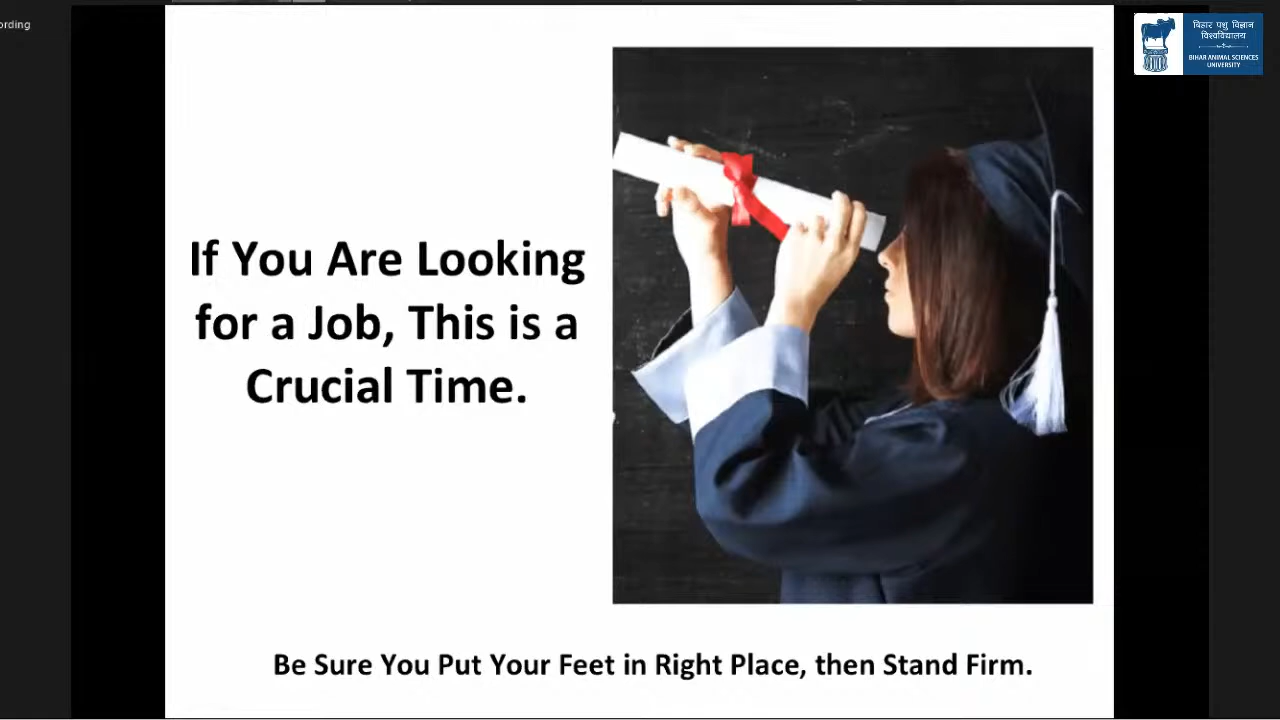 ording
बिहार पशु विज्ञान
विश्वविद्यालय
BIHAR ANIMAL SCIENCES
UNIVERSITY
If You Are Looking
for a Job, This is a
Crucial Time.
Be Sure You Put Your Feet in Right Place, then Stand Firm.